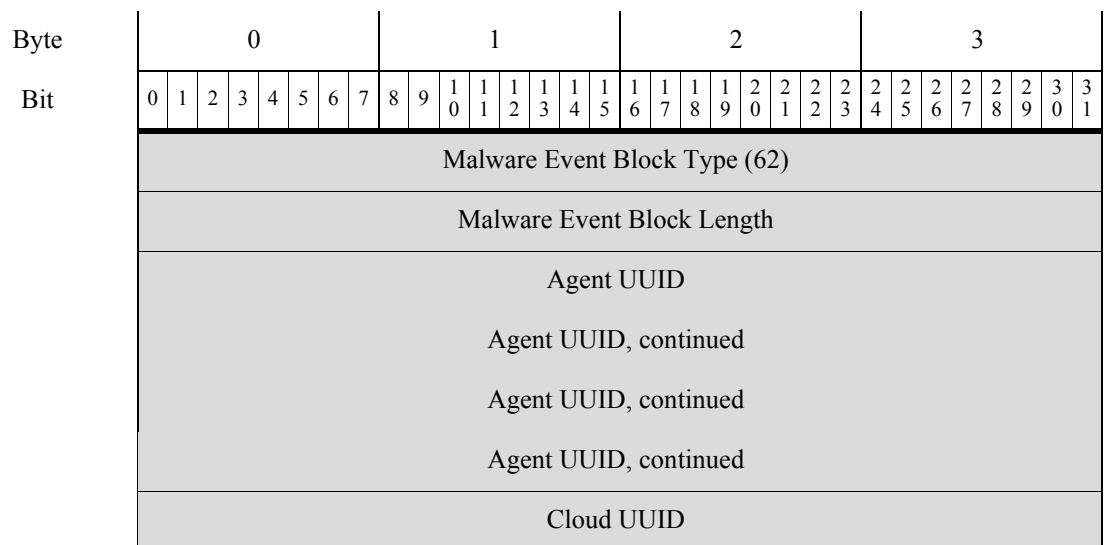 Byte 0 1 2 3
Bit 0 1 2 3 4 5 6 7 8 9 10 11 12 13 14 15 16 17 18 19 20 21 22 23 24 25 26 27 28 29 30 31
Malware Event Block Type (62)
Malware Event Block Length
Agent UUID
Agent UUID, continued
Agent UUID, continued
Agent UUID, continued
Cloud UUID